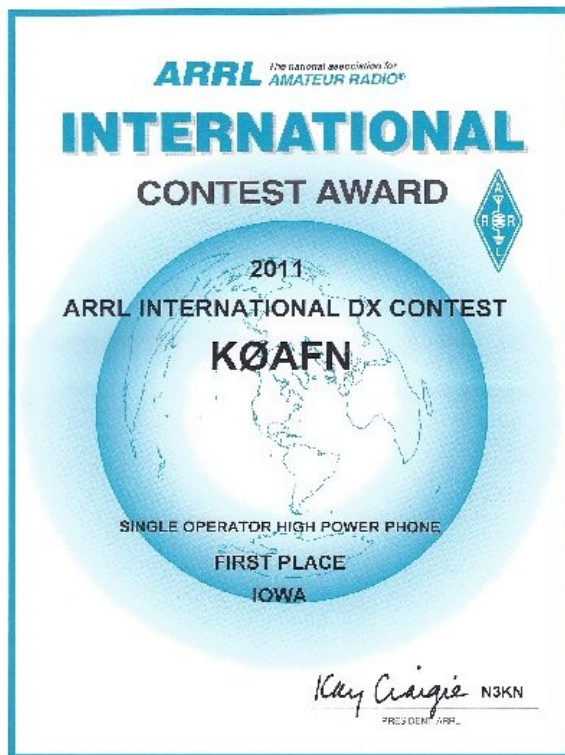 ARRL The national association for
AMATEUR RADIO®
INTERNATIONAL
CONTEST AWARD
A
R R
L
2011
ARRL INTERNATIONAL DX CONTEST
KØAFN
SINGLE OPERATOR HIGH POWER PHONE
FIRST PLACE
IOWA
Kay Craigie N3KN
PRESIDENT, ARRL